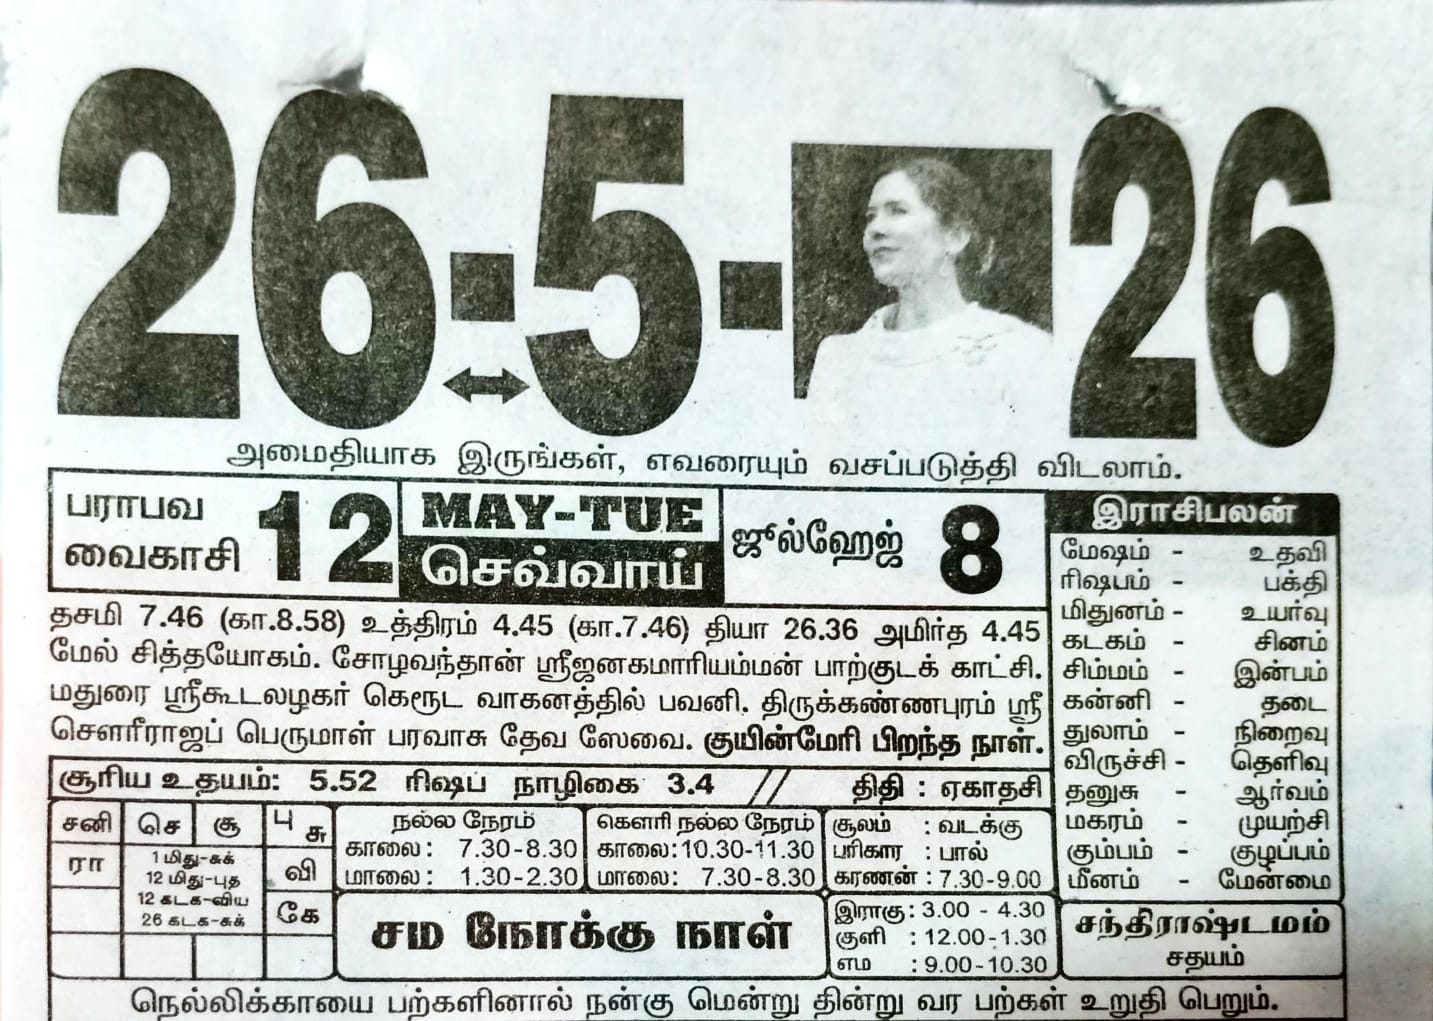 26-5-26
அமைதியாக இருங்கள், எவரையும் வசப்படுத்தி விடலாம்.
பராபவ
வைகாசி 12
MAY-TUE
செவ்வாய்
ஜூல்ஹேஜ் 8
தசமி 7.46 (கா.8.58) உத்திரம் 4.45 (கா.7.46) தியா 26.36 அமிர்த 4.45
மேல் சித்தயோகம். சோழவந்தான் ஸ்ரீஜனகமாரியம்மன் பாற்குடக் காட்சி.
மதுரை ஸ்ரீகூடலழகர் கெருட வாகனத்தில் பவனி. திருக்கண்ணபுரம் ஸ்ரீ
சௌரீராஜப் பெருமாள் பரவாசு தேவ ஸேவை. குயின்மேரி பிறந்த நாள்.
சூரிய உதயம்: 5.52 ரிஷப நாழிகை 3.4 // திதி : ஏகாதசி
இராசிபலன்
மேஷம் - உதவி
ரிஷபம் - பக்தி
மிதுனம் - உயர்வு
கடகம் - சினம்
சிம்மம் - இன்பம்
கன்னி - தடை
துலாம் - நிறைவு
விருச்சி - தெளிவு
தனுசு - ஆர்வம்
மகரம் - முயற்சி
கும்பம் - குழப்பம்
மீனம் - மேன்மை
சனி செ சூ பு சு
ரா வி
கே
1 மிது-சுக்
12 மிது-புத
12 கடக-விய
26 கடக-சுக்
நல்ல நேரம்
காலை: 7.30-8.30
மாலை: 1.30-2.30
கௌரி நல்ல நேரம்
காலை:10.30-11.30
மாலை: 7.30-8.30
சூலம் : வடக்கு
பரிகார : பால்
கரணன் : 7.30-9.00
சம நோக்கு நாள்
இராகு: 3.00 - 4.30
குளி : 12.00-1.30
எம : 9.00-10.30
சந்திராஷ்டமம்
சதயம்
நெல்லிக்காயை பற்களினால் நன்கு மென்று தின்று வர பற்கள் உறுதி பெறும்.